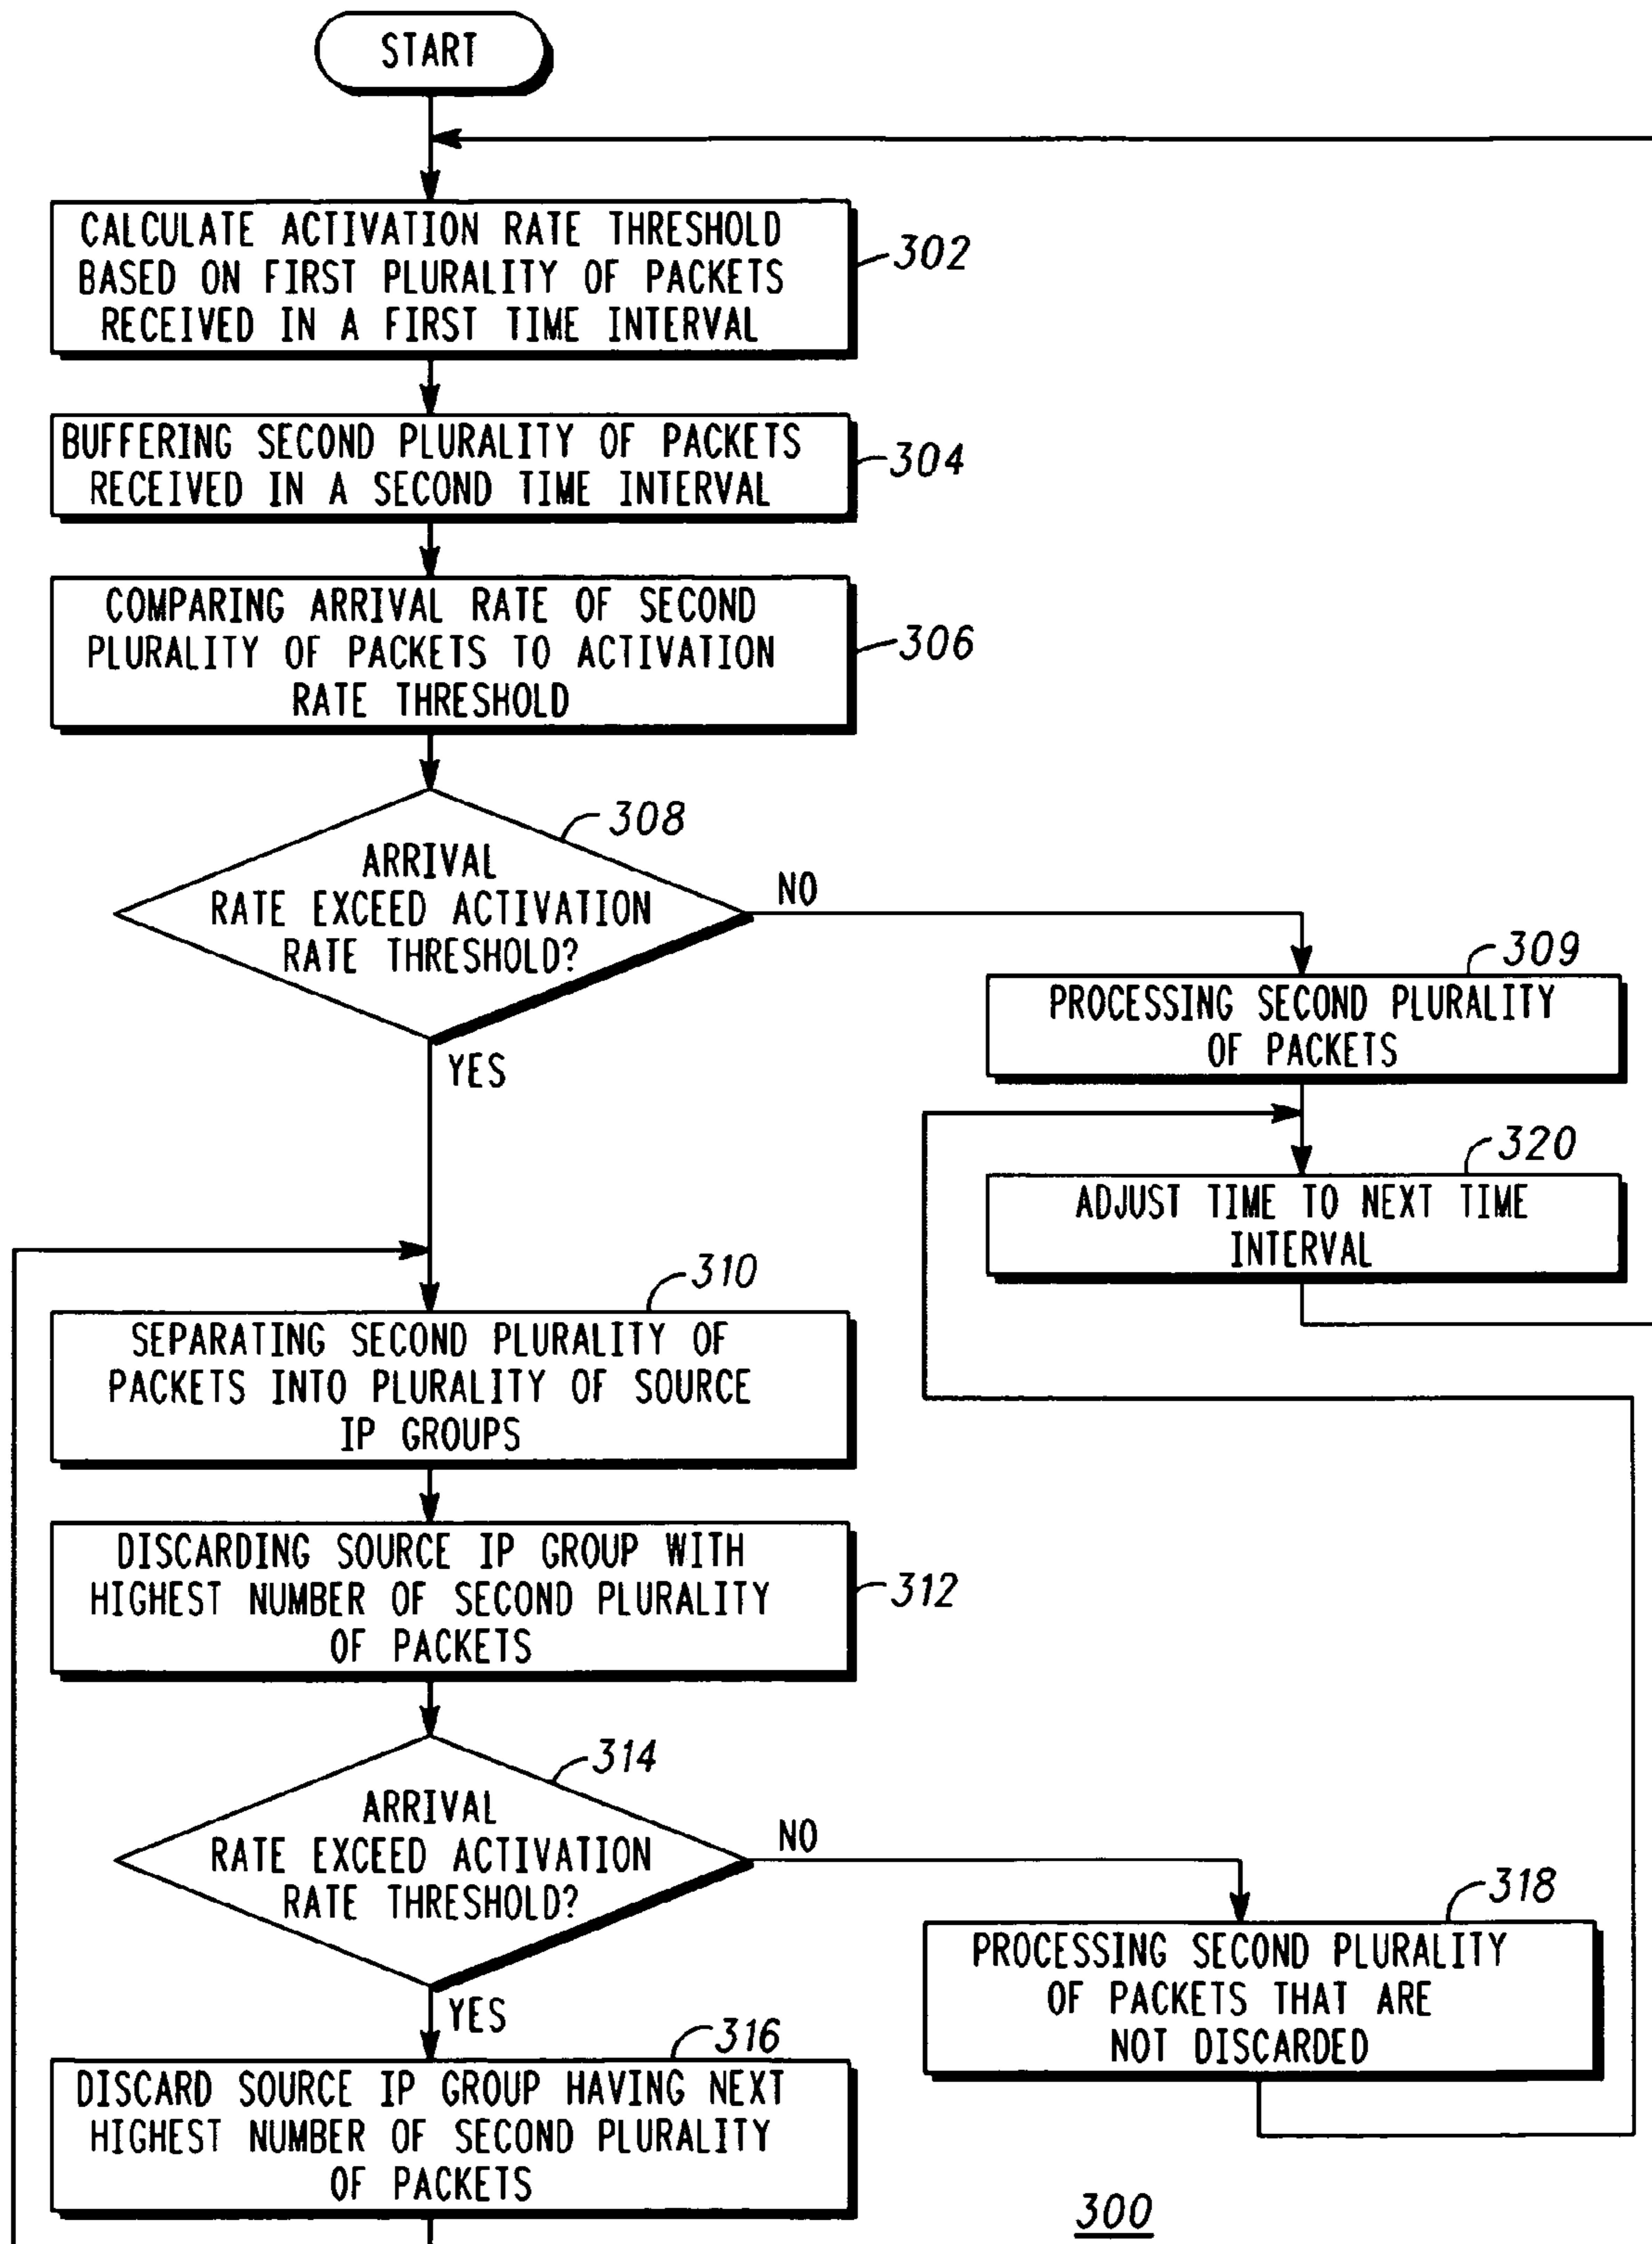 START
CALCULATE ACTIVATION RATE THRESHOLD
BASED ON FIRST PLURALITY OF PACKETS
RECEIVED IN A FIRST TIME INTERVAL
302
BUFFERING SECOND PLURALITY OF PACKETS
RECEIVED IN A SECOND TIME INTERVAL
304
COMPARING ARRIVAL RATE OF SECOND
PLURALITY OF PACKETS TO ACTIVATION
RATE THRESHOLD
306
308
ARRIVAL
RATE EXCEED ACTIVATION
RATE THRESHOLD?
NO
YES
309
PROCESSING SECOND PLURALITY
OF PACKETS
320
ADJUST TIME TO NEXT TIME
INTERVAL
310
SEPARATING SECOND PLURALITY OF
PACKETS INTO PLURALITY OF SOURCE
IP GROUPS
DISCARDING SOURCE IP GROUP WITH
HIGHEST NUMBER OF SECOND PLURALITY
OF PACKETS
312
314
ARRIVAL
RATE EXCEED ACTIVATION
RATE THRESHOLD?
NO
YES
318
PROCESSING SECOND PLURALITY
OF PACKETS THAT ARE
NOT DISCARDED
316
DISCARD SOURCE IP GROUP HAVING NEXT
HIGHEST NUMBER OF SECOND PLURALITY
OF PACKETS
300